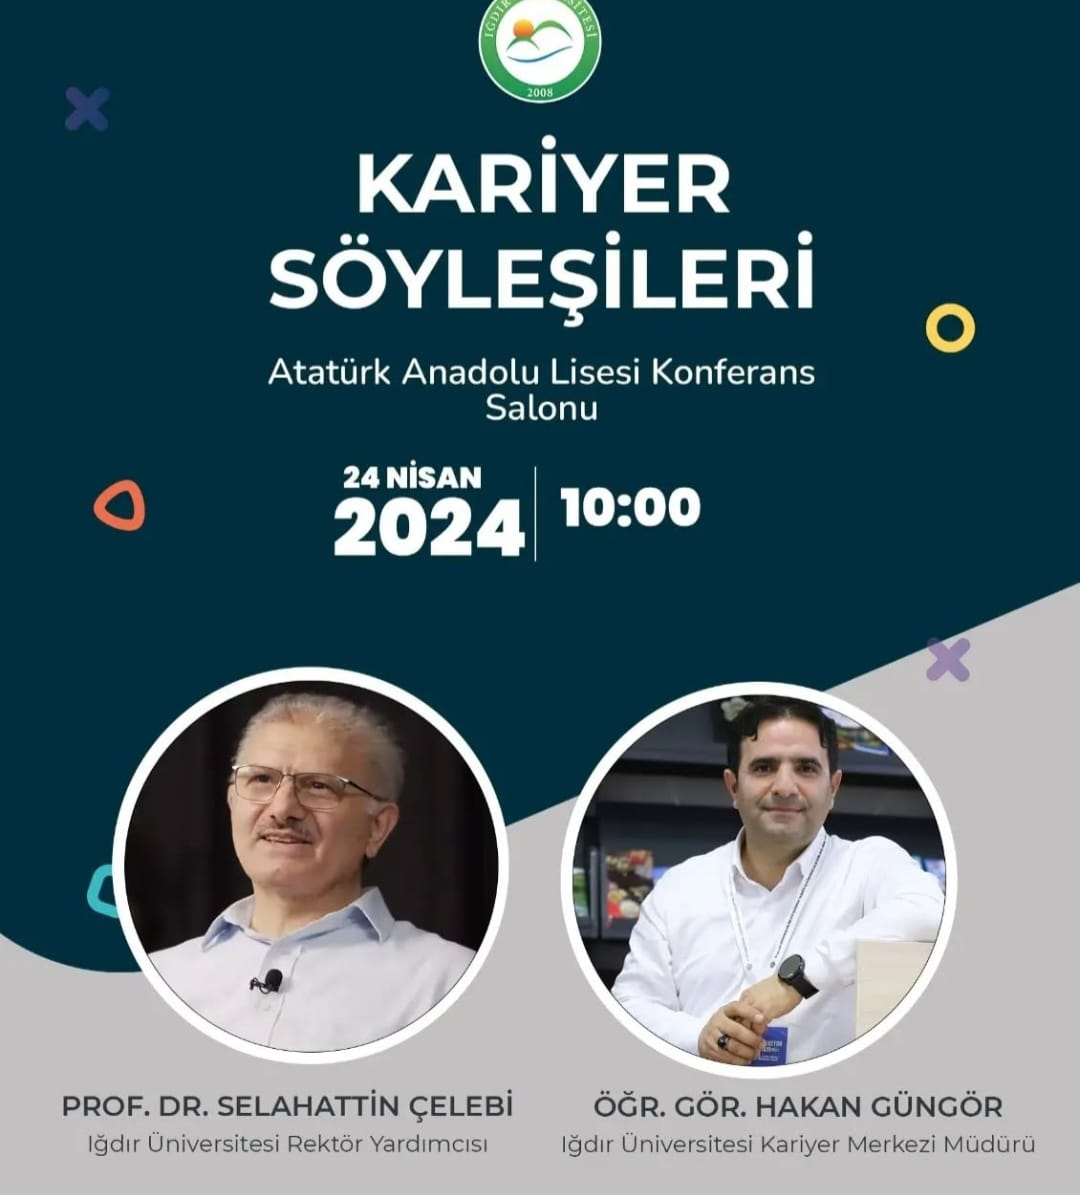 IĞDIR
2008
KARİYER
SÖYLEŞİLERİ
Atatürk Anadolu Lisesi Konferans
Salonu
24 NİSAN
2024
10:00
PROF. DR. SELAHATTİN ÇELEBİ
Iğdır Üniversitesi Rektör Yardımcısı
ÖĞR. GÖR. HAKAN GÜNGÖR
Iğdır Üniversitesi Kariyer Merkezi Müdürü